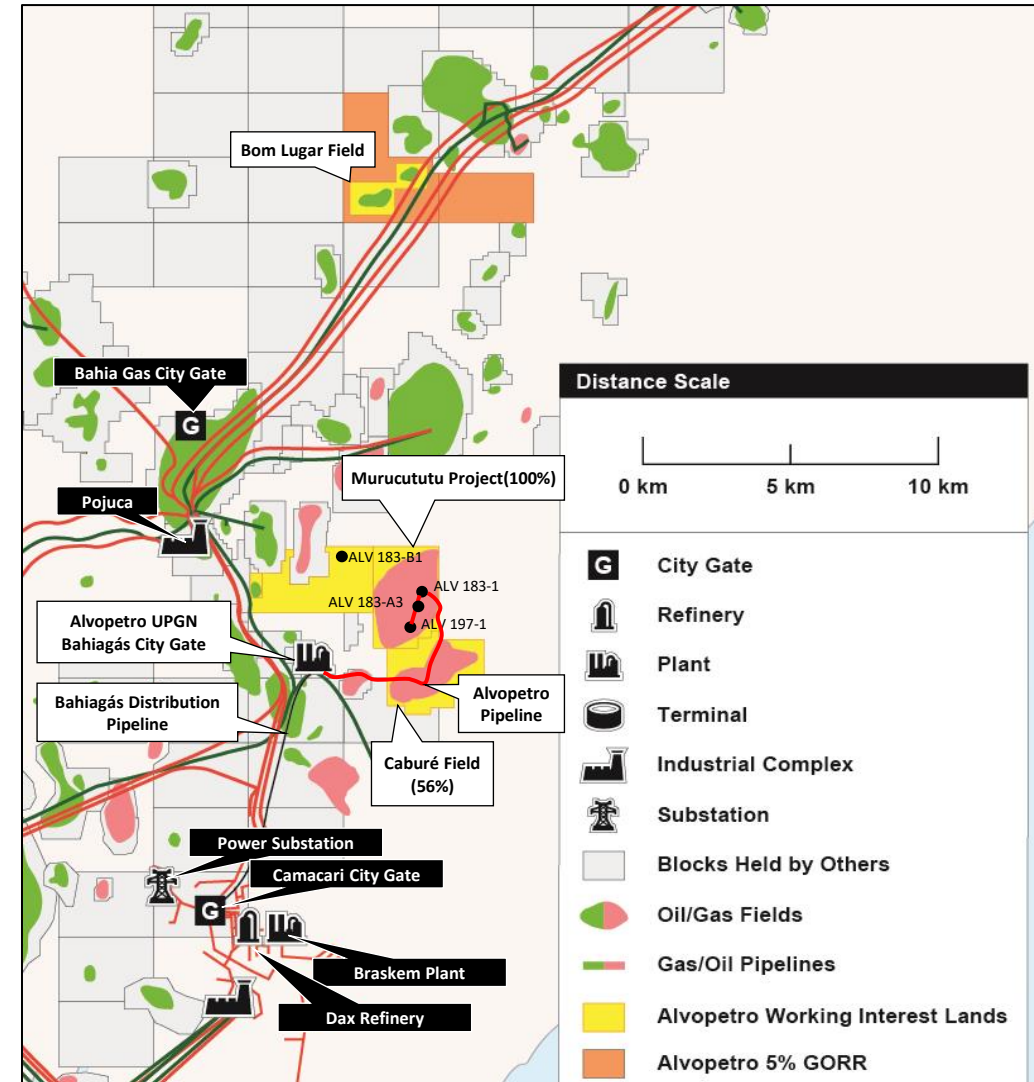 Bom Lugar Field
Bahia Gas City Gate
G
Pojuca
Murucututu Project(100%)
ALV 183-B1
ALV 183-1
ALV 183-A3
ALV 197-1
Alvopetro UPGN
Bahiagás City Gate
Bahiagás Distribution
Pipeline
Alvopetro
Pipeline
Caburé Field
(56%)
Power Substation
Camacari City Gate
G
Braskem Plant
Dax Refinery
Distance Scale
0 km 5 km 10 km
G City Gate
Refinery
Plant
Terminal
Industrial Complex
Substation
Blocks Held by Others
Oil/Gas Fields
Gas/Oil Pipelines
Alvopetro Working Interest Lands
Alvopetro 5% GORR